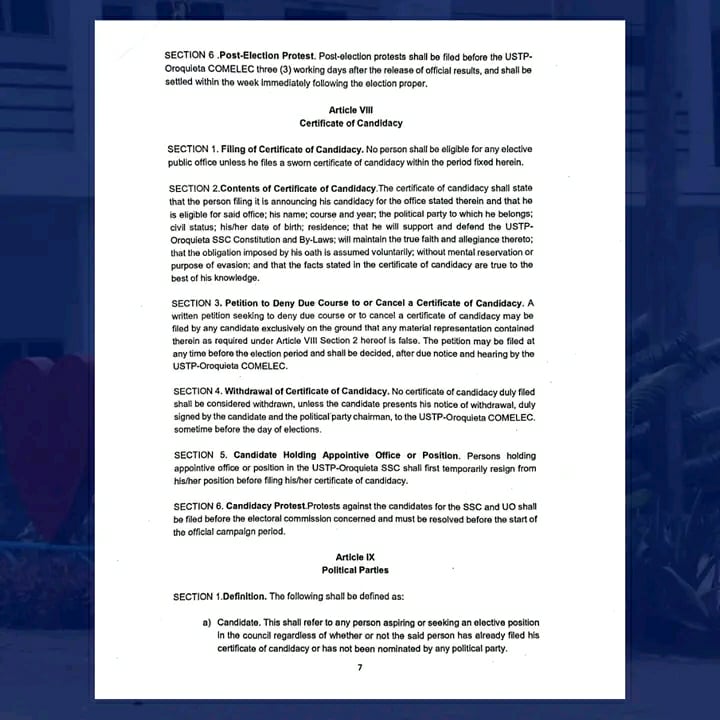 SECTION 6 .Post-Election Protest. Post-election protests shall be filed before the USTP-
Oroquieta COMELEC three (3) working days after the release of official results, and shall be
settled within the week immediately following the election proper.
Article VIII
Certificate of Candidacy
SECTION 1. Filing of Certificate of Candidacy. No person shall be eligible for any elective
public office unless he files a sworn certificate of candidacy within the period fixed herein.
SECTION 2.Contents of Certificate of Candidacy.The certificate of candidacy shall state
that the person filing it is announcing his candidacy for the office stated therein and that he
is eligible for said office; his name; course and year; the political party to which he belongs;
civil status; his/her date of birth; residence; that he will support and defend the USTP-
Oroquieta SSC Constitution and By-Laws; will maintain the true faith and allegiance thereto;
that the obligation imposed by his oath is assumed voluntarily; without mental reservation or
purpose of evasion; and that the facts stated in the certificate of candidacy are true to the
best of his knowledge.
SECTION 3. Petition to Deny Due Course to or Cancel a Certificate of Candidacy. A
written petition seeking to deny due course or to cancel a certificate of candidacy may be
filed by any candidate exclusively on the ground that any material representation contained
therein as required under Article VIII Section 2 hereof is false. The petition may be filed at
any time before the election period and shall be decided, after due notice and hearing by the
USTP-Oroquieta COMELEC.
SECTION 4. Withdrawal of Certificate of Candidacy. No certificate of candidacy duly filed
shall be considered withdrawn, unless the candidate presents his notice of withdrawal, duly
signed by the candidate and the political party chairman, to the USTP-Oroquieta COMELEC.
sometime before the day of elections.
SECTION 5. Candidate Holding Appointive Office or Position. Persons holding
appointive office or position in the USTP-Oroquieta SSC shall first temporarily resign from
his/her position before filing his/her certificate of candidacy.
SECTION 6. Candidacy Protest.Protests against the candidates for the SSC and UO shall
be filed before the electoral commission concerned and must be resolved before the start of
the official campaign period.
Article IX
Political Parties
SECTION 1.Definition. The following shall be defined as:
a) Candidate. This shall refer to any person aspiring or seeking an elective position
in the council regardless of whether or not the said person has already filed his
certificate of candidacy or has not been nominated by any political party.
7